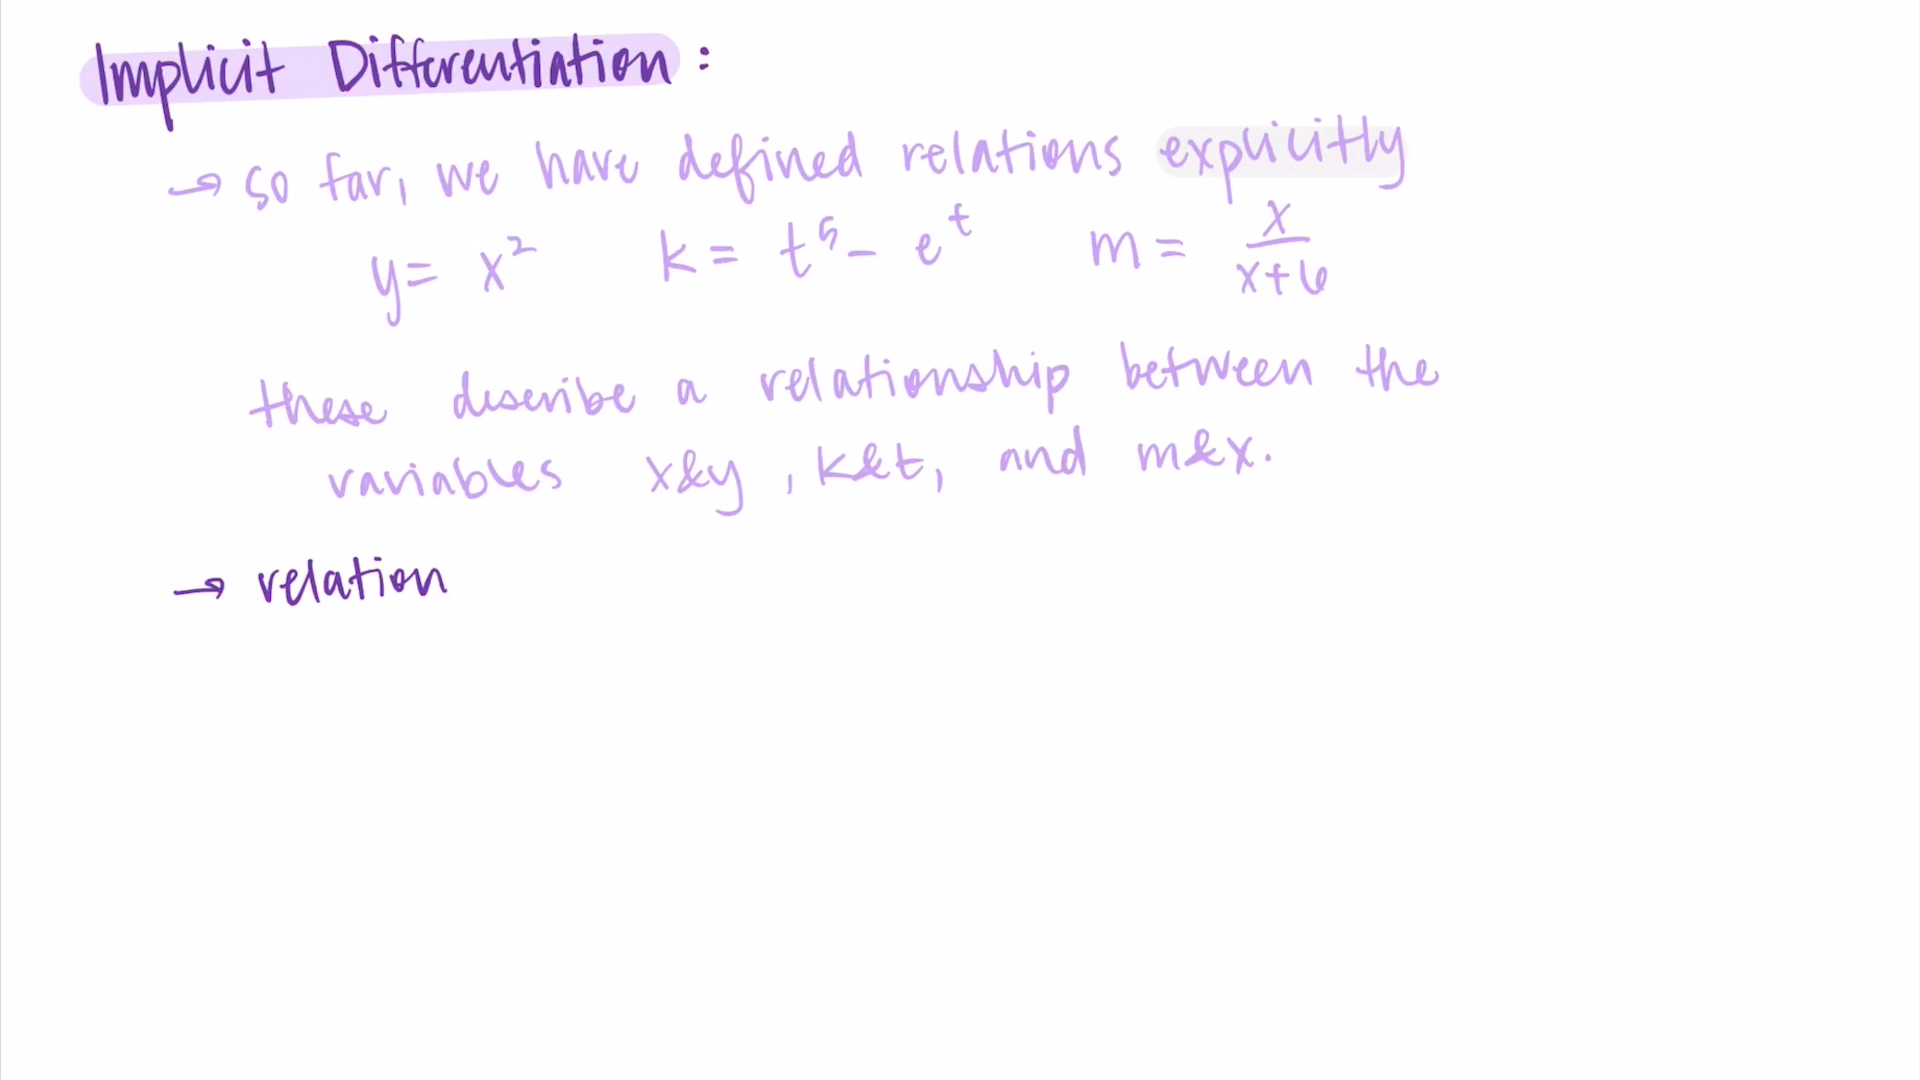 Implicit Differentiation :
→ so far, we have defined relations explicitly
y = x² k = t⁵ - eᵗ m = x/(x+6)
these describe a relationship between the
variables x&y , k&t, and m&x.
→ relation